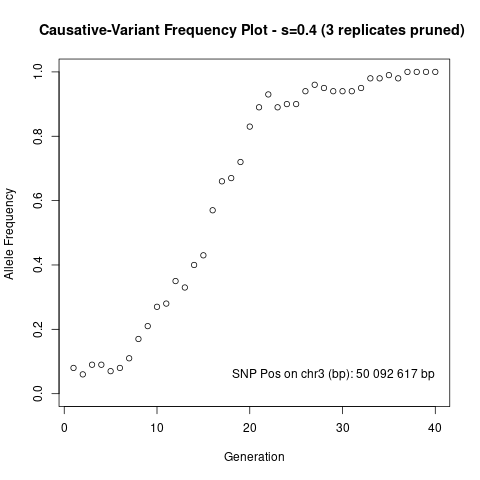 Causative-Variant Frequency Plot - s=0.4 (3 replicates pruned)
1.0
0.8
0.6
0.4
0.2
0.0
Allele Frequency
SNP Pos on chr3 (bp): 50 092 617 bp
0 10 20 30 40
Generation